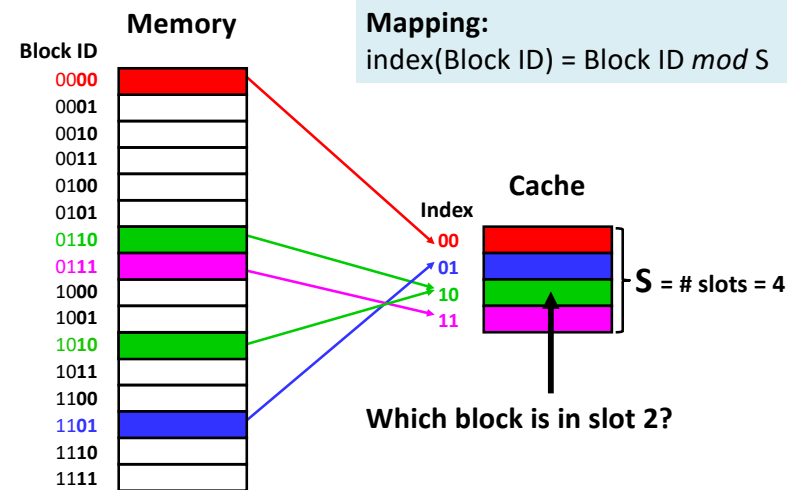 Memory
Mapping:
index(Block ID) = Block ID mod S
Block ID
0000
0001
0010
0011
0100
0101
0110
0111
1000
1001
1010
1011
1100
1101
1110
1111
Cache
Index
00
01
10
11
S = # slots = 4
Which block is in slot 2?